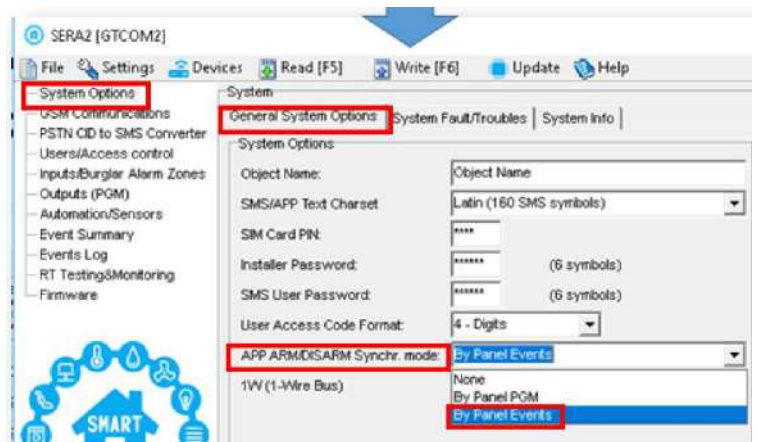 SERA2 [GTCOM2]
File Settings Devices Read [F5] Write [F6] Update Help
System Options
GSM Communications
PSTN CID to SMS Converter
Users/Access control
Inputs/Burglar Alarm Zones
Outputs (PGM)
Automation/Sensors
Event Summary
Events Log
RT Testing&Monitoring
Firmware
SMART
System
General System Options System Fault/Troubles System Info
System Options
Object Name: Object Name
SMS/APP Text Charset Latin (160 SMS symbols)
SIM Card PIN: ****
Installer Password: ****** (6 symbols)
SMS User Password: ****** (6 symbols)
User Access Code Format: 4 - Digits
APP ARM/DISARM Synchr. mode: By Panel Events
1W (1-Wire Bus)
None
By Panel PGM
By Panel Events